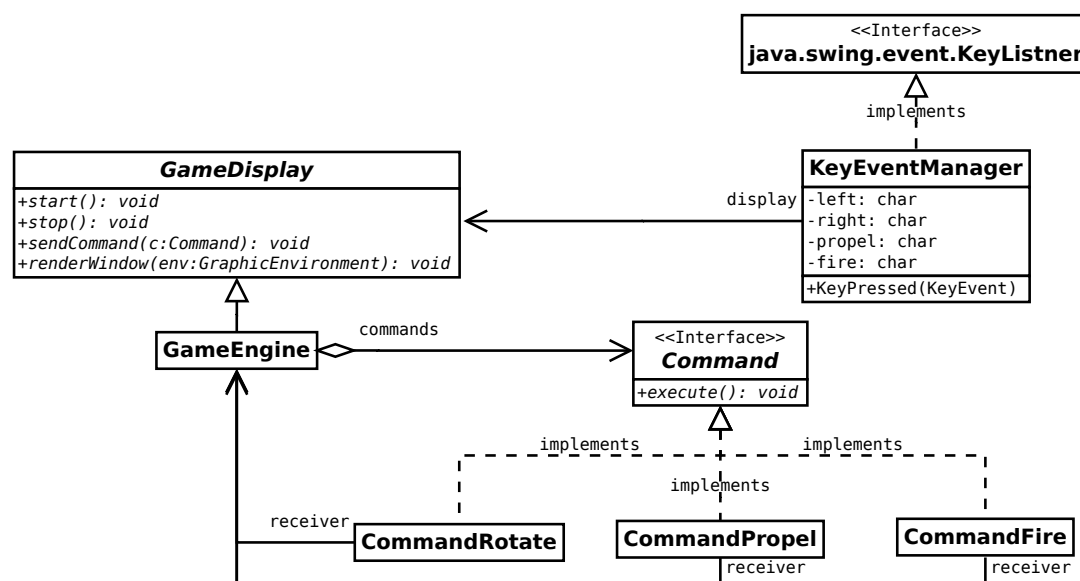 <<Interface>>
java.swing.event.KeyListner
implements
GameDisplay
+start(): void
+stop(): void
+sendCommand(c:Command): void
+renderWindow(env:GraphicEnvironment): void
display
KeyEventManager
-left: char
-right: char
-propel: char
-fire: char
+KeyPressed(KeyEvent)
GameEngine
commands
<<Interface>>
Command
+execute(): void
implements
implements
implements
receiver
CommandRotate
CommandPropel
CommandFire
receiver
receiver